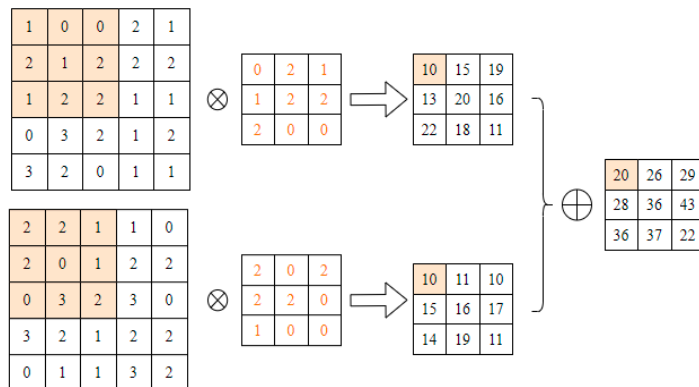 1 0 0 2 1
2 1 2 2 2
1 2 2 1 1
0 3 2 1 2
3 2 0 1 1
0 2 1
1 2 2
2 0 0
10 15 19
13 20 16
22 18 11
20 26 29
28 36 43
36 37 22
2 2 1 1 0
2 0 1 2 2
0 3 2 3 0
3 2 1 2 2
0 1 1 3 2
2 0 2
2 2 0
1 0 0
10 11 10
15 16 17
14 19 11